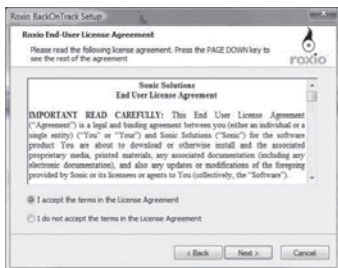 Roxio BackOnTrack Setup
Roxio End-User License Agreement
Please read the following license agreement. Press the PAGE DOWN key to
see the rest of the agreement
roxio
Sonic Solutions
End User License Agreement
IMPORTANT READ CAREFULLY: This End User License Agreement
("Agreement") is a legal and binding agreement between you (either an individual or a
single entity) ("You" or "Your") and Sonic Solutions ("Sonic") for the software
product You are about to download or otherwise install and the associated
proprietary media, printed materials, any associated documentation (including any
electronic documentation), and also any updates or modifications of the foregoing
provided by Sonic or its licensees or agents to You (collectively, the "Software").
I accept the terms in the License Agreement
I do not accept the terms in the License Agreement
< Back
Next >
Cancel